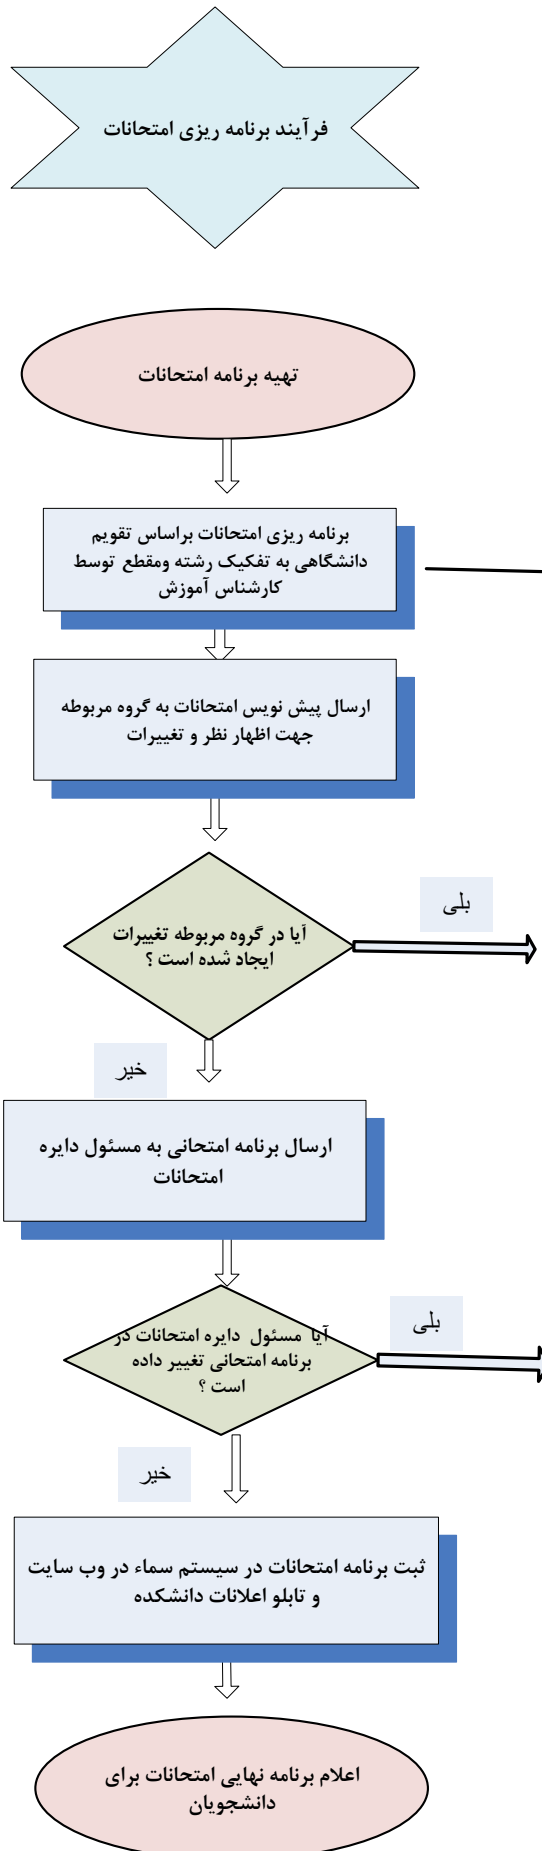 فرآیند برنامه ریزی امتحانات
تهیه برنامه امتحانات
برنامه ریزی امتحانات براساس تقویم
دانشگاهی به تفکیک رشته ومقطع توسط
کارشناس آموزش
ارسال پیش نویس امتحانات به گروه مربوطه
جهت اظهار نظر و تغییرات
بلی
آیا در گروه مربوطه تغییرات
ایجاد شده است ؟
خیر
ارسال برنامه امتحانی به مسئول دایره
امتحانات
بلی
آیا مسئول دایره امتحانات در
برنامه امتحانی تغییر داده
است ؟
خیر
ثبت برنامه امتحانات در سیستم سماء در وب سایت
و تابلو اعلانات دانشکده
اعلام برنامه نهایی امتحانات برای
دانشجویان